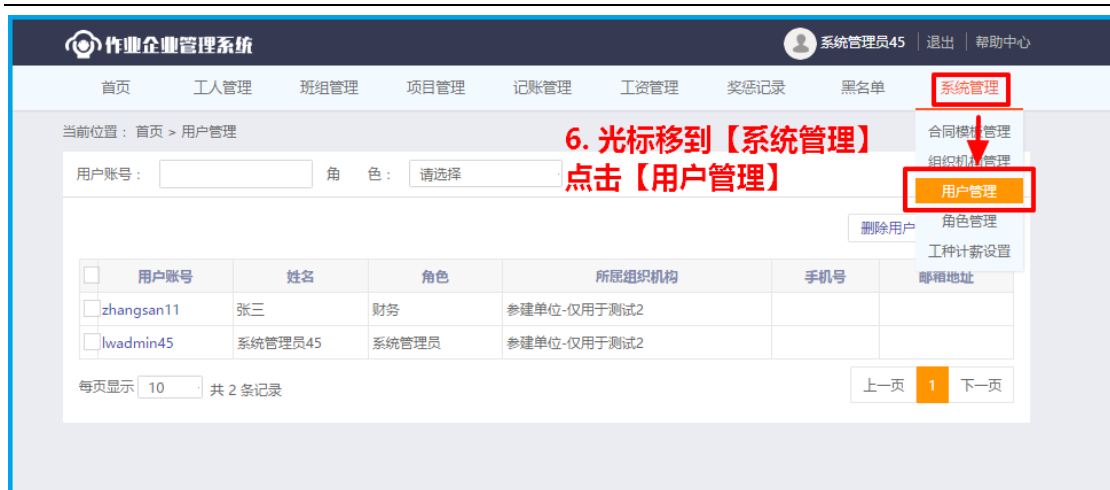 作业企业管理系统
系统管理员45 退出 帮助中心
首页 工人管理 班组管理 项目管理 记账管理 工资管理 奖惩记录 黑名单 系统管理
当前位置： 首页 > 用户管理
合同模板管理
组织机构管理
用户管理
角色管理
工种计薪设置
6. 光标移到【系统管理】
点击【用户管理】
用户账号： 角 色： 请选择
删除用户
用户账号 姓名 角色 所属组织机构 手机号 邮箱地址
zhangsan11 张三 财务 参建单位-仅用于测试2
lwadmin45 系统管理员45 系统管理员 参建单位-仅用于测试2
每页显示 10 共 2 条记录
上一页 1 下一页